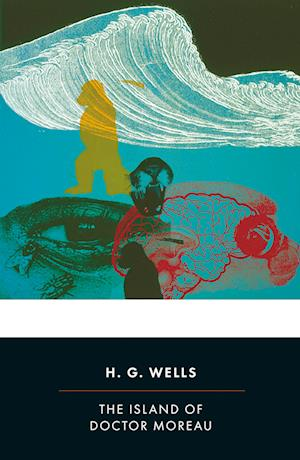 H. G. WELLS
THE ISLAND OF
DOCTOR MOREAU